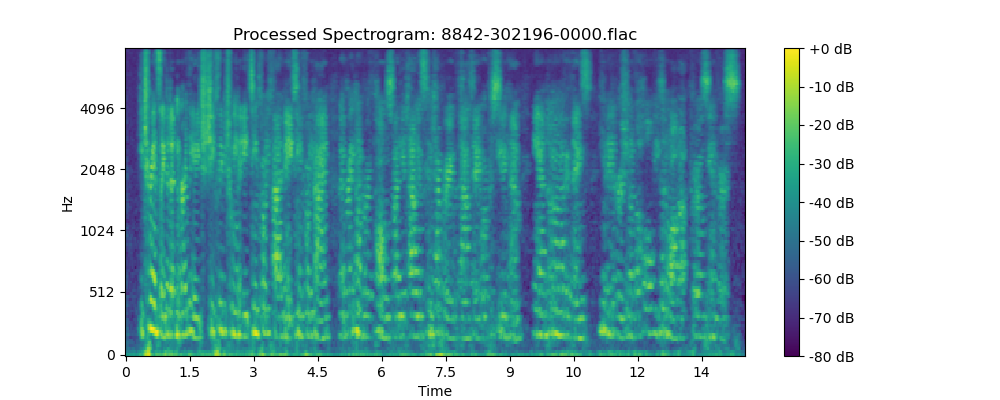 Processed Spectrogram: 8842-302196-0000.flac
Hz
4096
2048
1024
512
0
0 1.5 3 4.5 6 7.5 9 10 12 14
Time
+0 dB
-10 dB
-20 dB
-30 dB
-40 dB
-50 dB
-60 dB
-70 dB
-80 dB